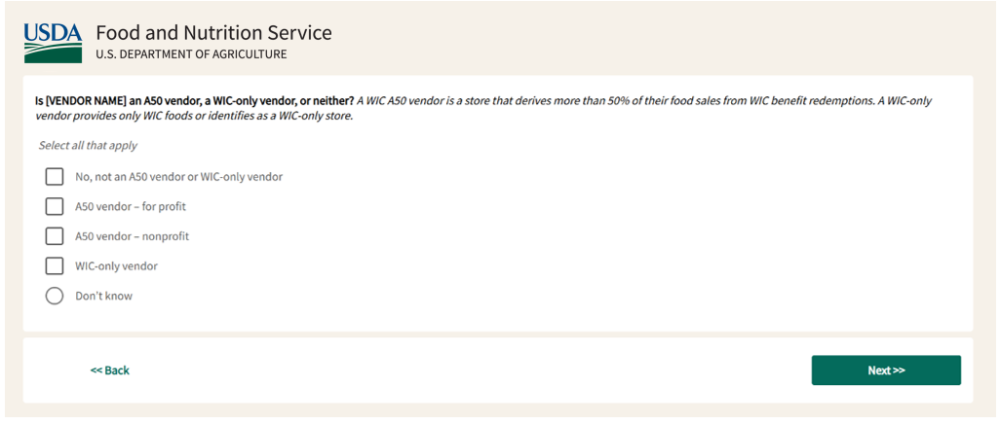 USDA Food and Nutrition Service
U.S. DEPARTMENT OF AGRICULTURE
Is [VENDOR NAME] an A50 vendor, a WIC-only vendor, or neither? A WIC A50 vendor is a store that derives more than 50% of their food sales from WIC benefit redemptions. A WIC-only
vendor provides only WIC foods or identifies as a WIC-only store.
Select all that apply
No, not an A50 vendor or WIC-only vendor
A50 vendor – for profit
A50 vendor – nonprofit
WIC-only vendor
Don't know
<< Back
Next >>